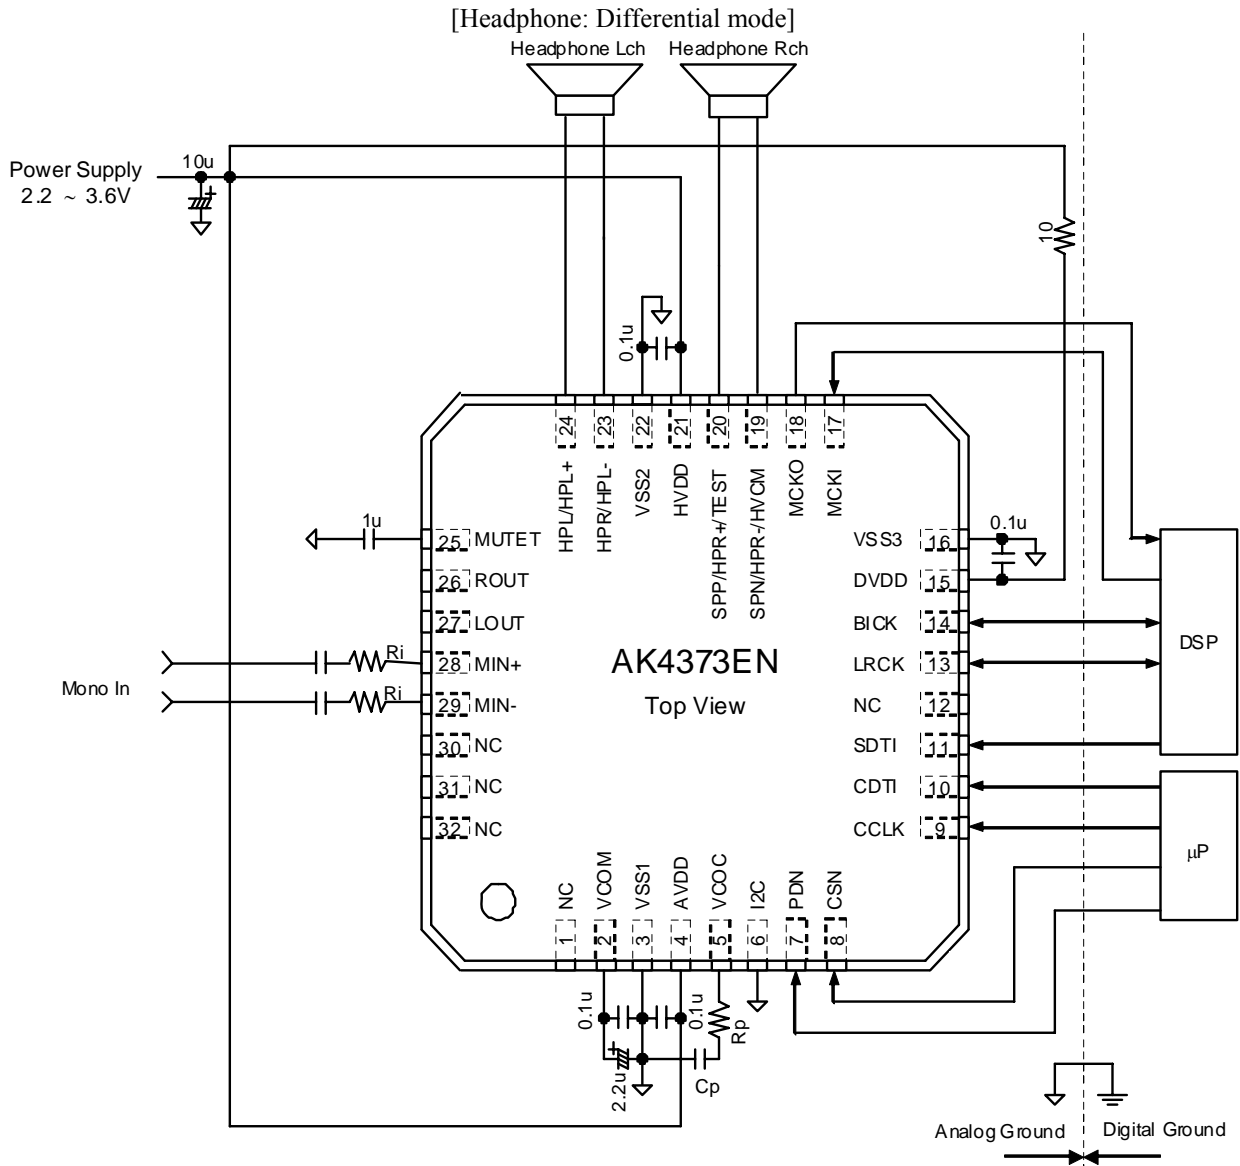 [Headphone: Differential mode]
Headphone Lch
Headphone Rch
Power Supply
2.2 ~ 3.6V
10u
+
10
0.1u
24
23
22
21
20
19
18
17
HPL/HPL+
HPR/HPL-
VSS2
HVDD
SPP/HPR+/TEST
SPN/HPR-/HVCM
MCKO
MCKI
1u
25 MUTET
26 ROUT
27 LOUT
28 MIN+
29 MIN-
30 NC
31 NC
32 NC
Ri
Ri
Mono In
AK4373EN
Top View
VSS3 16
DVDD 15
BICK 14
LRCK 13
NC 12
SDTI 11
CDTI 10
CCLK 9
0.1u
DSP
μP
NC
VCOM
VSS1
AVDD
VCOC
I2C
PDN
CSN
1
2
3
4
5
6
7
8
0.1u
0.1u
Rp
+
2.2u
Cp
Analog Ground
Digital Ground